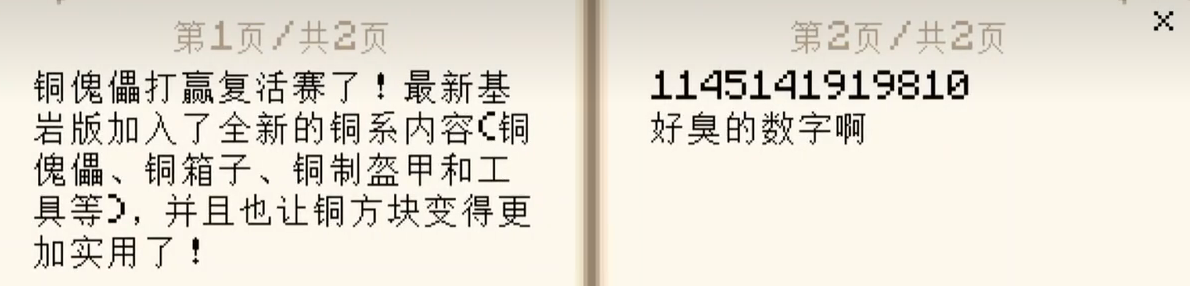 第1页/共2页
铜傀儡打赢复活赛了！最新基
岩版加入了全新的铜系内容(铜
傀儡、铜箱子、铜制盔甲和工
具等)，并且也让铜方块变得更
加实用了！
第2页/共2页
1145141919810
好臭的数字啊